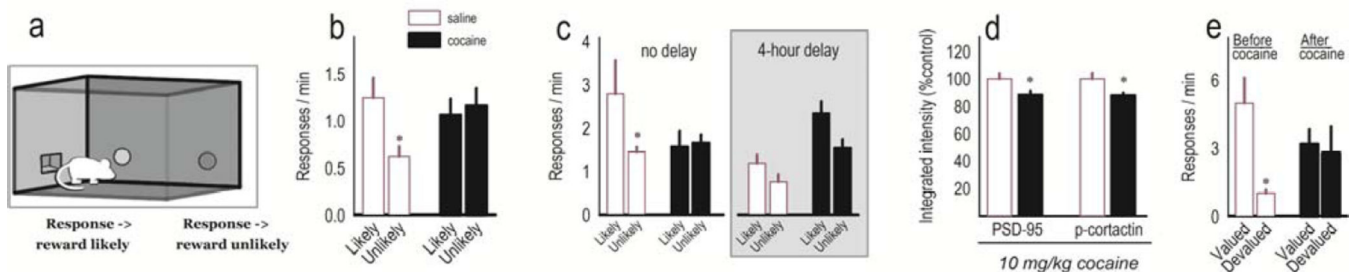 a
Response ->
reward likely
Response ->
reward unlikely
b
saline
cocaine
Responses / min
1.5
1.0
0.5
0.0
Likely
Unlikely
Likely
Unlikely
c
no delay
4-hour delay
Responses / min
4
3
2
1
0
*
Likely
Unlikely
Likely
Unlikely
Likely
Unlikely
Likely
Unlikely
d
Integrated intensity (%control)
120
100
80
60
40
20
*
*
PSD-95
p-cortactin
10 mg/kg cocaine
e
Before
cocaine
After
cocaine
Responses / min
6
3
0
*
Valued
Devalued
Valued
Devalued